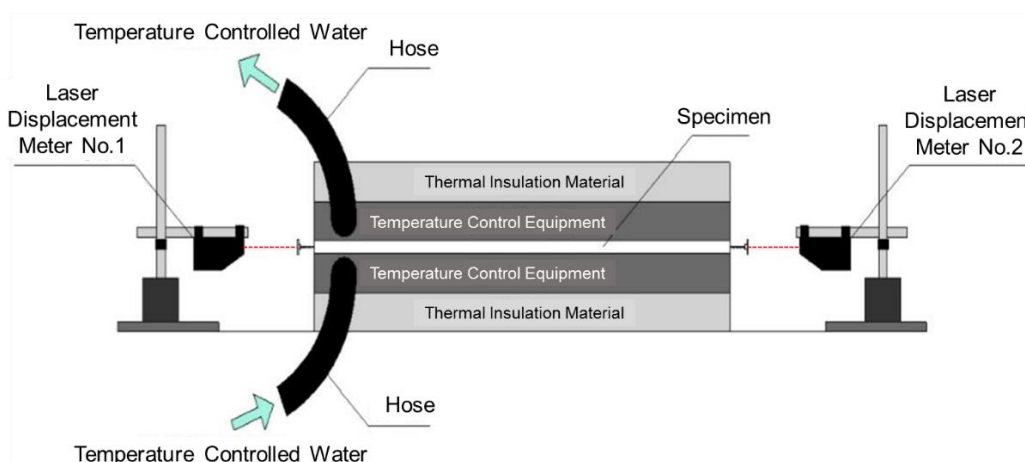 Temperature Controlled Water
Hose
Laser
Displacement
Meter No.1
Specimen
Laser
Displacemen
Meter No.2
Thermal Insulation Material
Temperature Control Equipment
Temperature Control Equipment
Thermal Insulation Material
Hose
Temperature Controlled Water